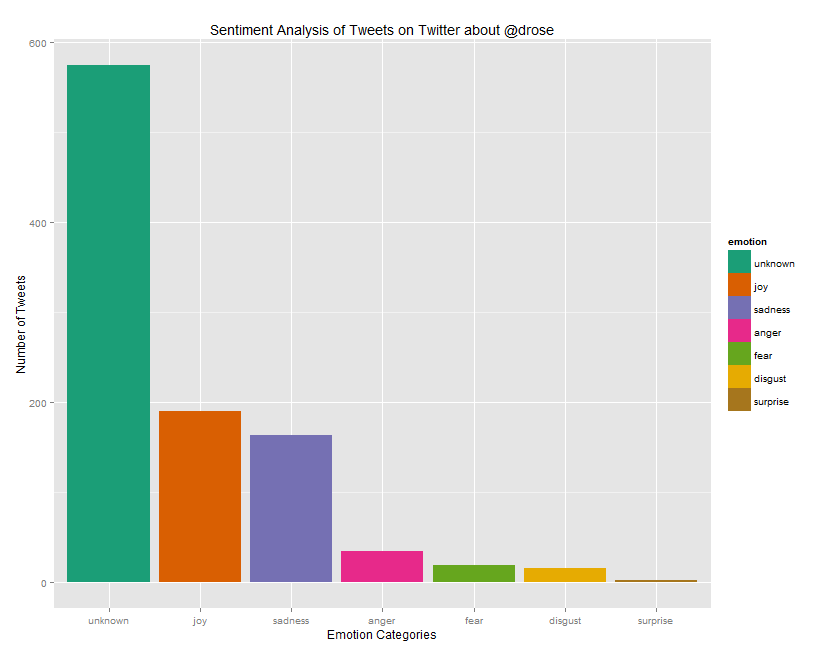 Sentiment Analysis of Tweets on Twitter about @drose
600
400
200
0
Number of Tweets
unknown joy sadness anger fear disgust surprise
Emotion Categories
emotion
unknown
joy
sadness
anger
fear
disgust
surprise